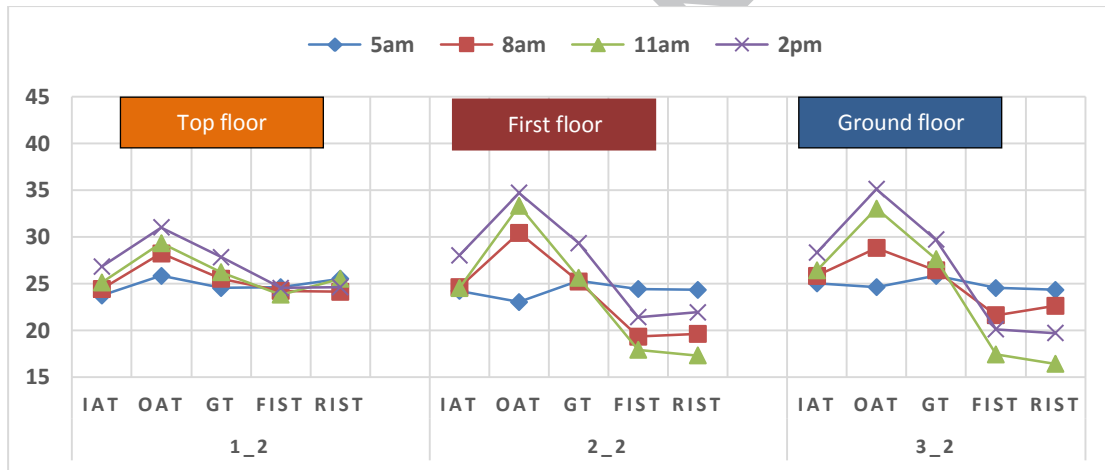 5am 8am 11am 2pm
45
40
35
30
25
20
15
Top floor
First floor
Ground floor
IAT OAT GT FIST RIST IAT OAT GT FIST RIST IAT OAT GT FIST RIST
1_2 2_2 3_2